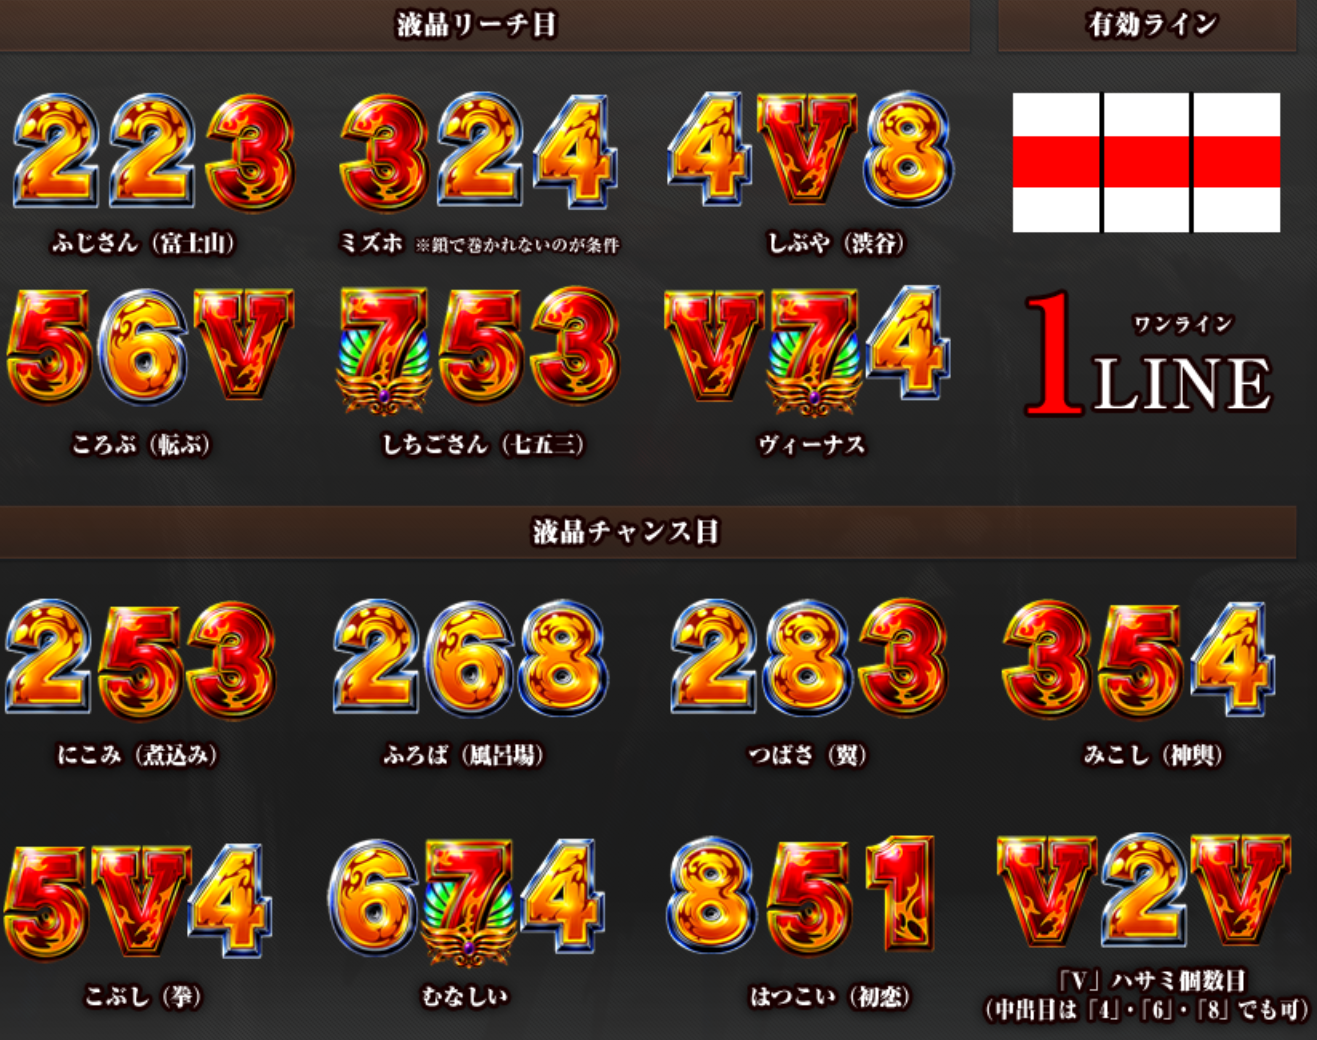 液晶リーチ目
有効ライン
223
324
4V8
ふじさん（富士山）
ミズホ ※鎖で巻かれないのが条件
しぶや（渋谷）
56V
753
V74
1LINE
ワンライン
ころぶ（転ぶ）
しちごさん（七五三）
ヴィーナス
液晶チャンス目
253
268
283
354
にこみ（煮込み）
ふろば（風呂場）
つばさ（翼）
みこし（神輿）
5V4
674
851
V2V
こぶし（拳）
むなしい
はつこい（初恋）
「V」ハサミ個数目
（中出目は「4」・「6」・「8」でも可）